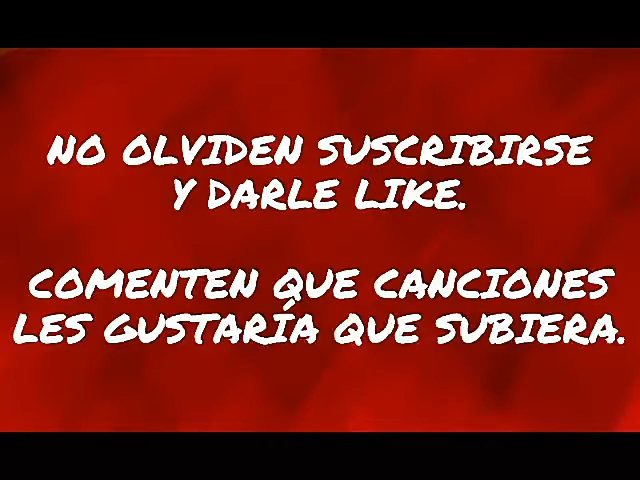 NO OLVIDEN SUSCRIBIRSE
Y DARLE LIKE.
COMENTEN QUE CANCIONES
LES GUSTARÍA QUE SUBIERA.